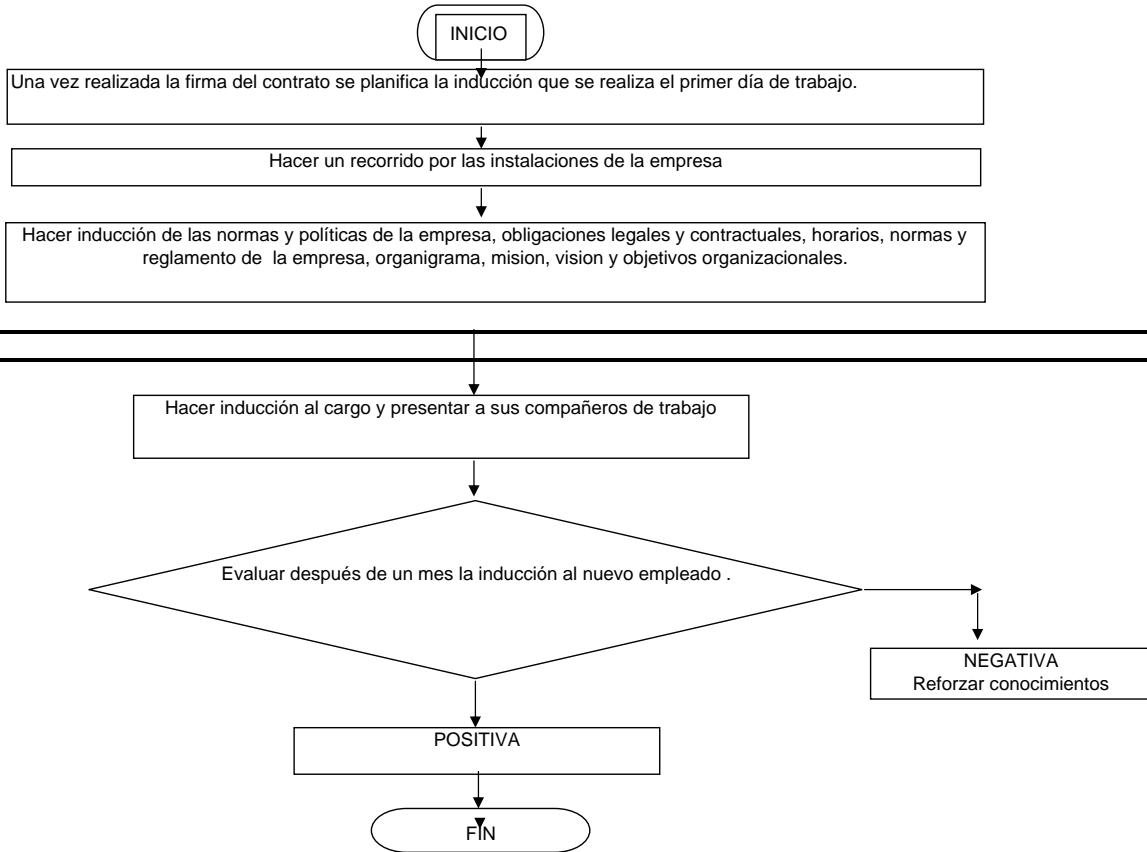 INICIO
Una vez realizada la firma del contrato se planifica la inducción que se realiza el primer día de trabajo.
Hacer un recorrido por las instalaciones de la empresa
Hacer inducción de las normas y políticas de la empresa, obligaciones legales y contractuales, horarios, normas y
reglamento de la empresa, organigrama, mision, vision y objetivos organizacionales.
Hacer inducción al cargo y presentar a sus compañeros de trabajo
Evaluar después de un mes la inducción al nuevo empleado .
NEGATIVA
Reforzar conocimientos
POSITIVA
FIN